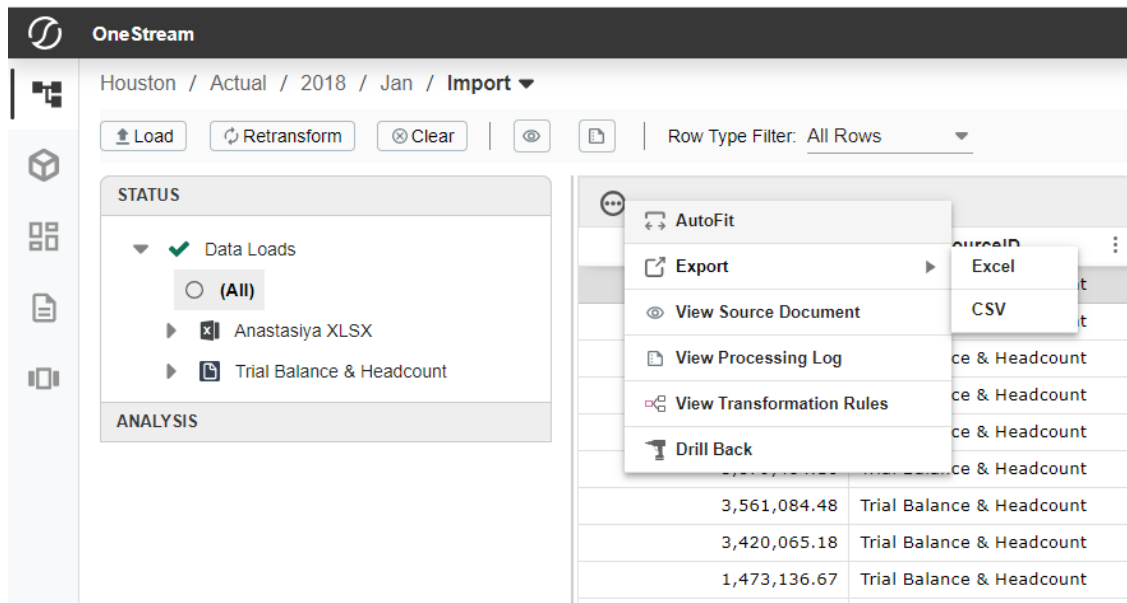 OneStream
Houston / Actual / 2018 / Jan / Import
Load Retransform Clear Row Type Filter: All Rows
STATUS
Data Loads
(All)
Anastasiya XLSX
Trial Balance & Headcount
ANALYSIS
AutoFit
Export
View Source Document
View Processing Log
View Transformation Rules
Drill Back
Excel
CSV
ce & Headcount
ce & Headcount
ce & Headcount
ce & Headcount
3,561,084.48 Trial Balance & Headcount
3,420,065.18 Trial Balance & Headcount
1,473,136.67 Trial Balance & Headcount